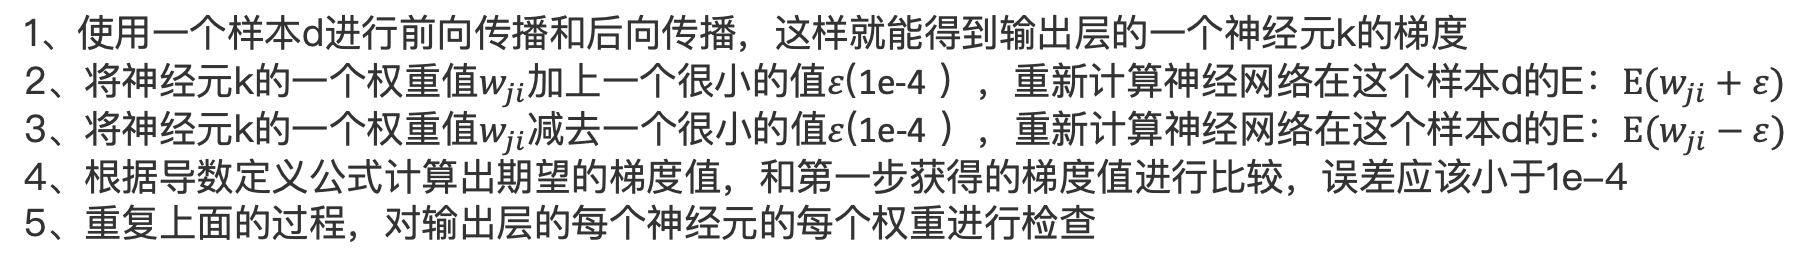 1、使用一个样本d进行前向传播和后向传播，这样就能得到输出层的一个神经元k的梯度
2、将神经元k的一个权重值w_{ji}加上一个很小的值ε(1e-4 ），重新计算神经网络在这个样本d的E：E(w_{ji} + ε)
3、将神经元k的一个权重值w_{ji}减去一个很小的值ε(1e-4 ），重新计算神经网络在这个样本d的E：E(w_{ji} − ε)
4、根据导数定义公式计算出期望的梯度值，和第一步获得的梯度值进行比较，误差应该小于1e–4
5、重复上面的过程，对输出层的每个神经元的每个权重进行检查